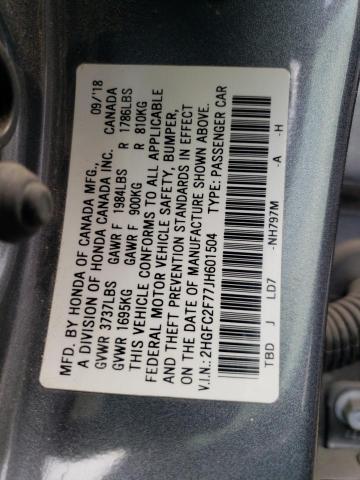 MFD. BY HONDA OF CANADA MFG., 09/'18
A DIVISION OF HONDA CANADA INC. CANADA
GVWR 3737LBS GAWR F 1984LBS R 1786LBS
GVWR 1695KG GAWR F 900KG R 810KG
THIS VEHICLE CONFORMS TO ALL APPLICABLE
FEDERAL MOTOR VEHICLE SAFETY, BUMPER,
AND THEFT PREVENTION STANDARDS IN EFFECT
ON THE DATE OF MANUFACTURE SHOWN ABOVE.
V.I.N.: 2HGFC2F77JH601504 TYPE: PASSENGER CAR
TBD J LD7 -NH797M -A -H